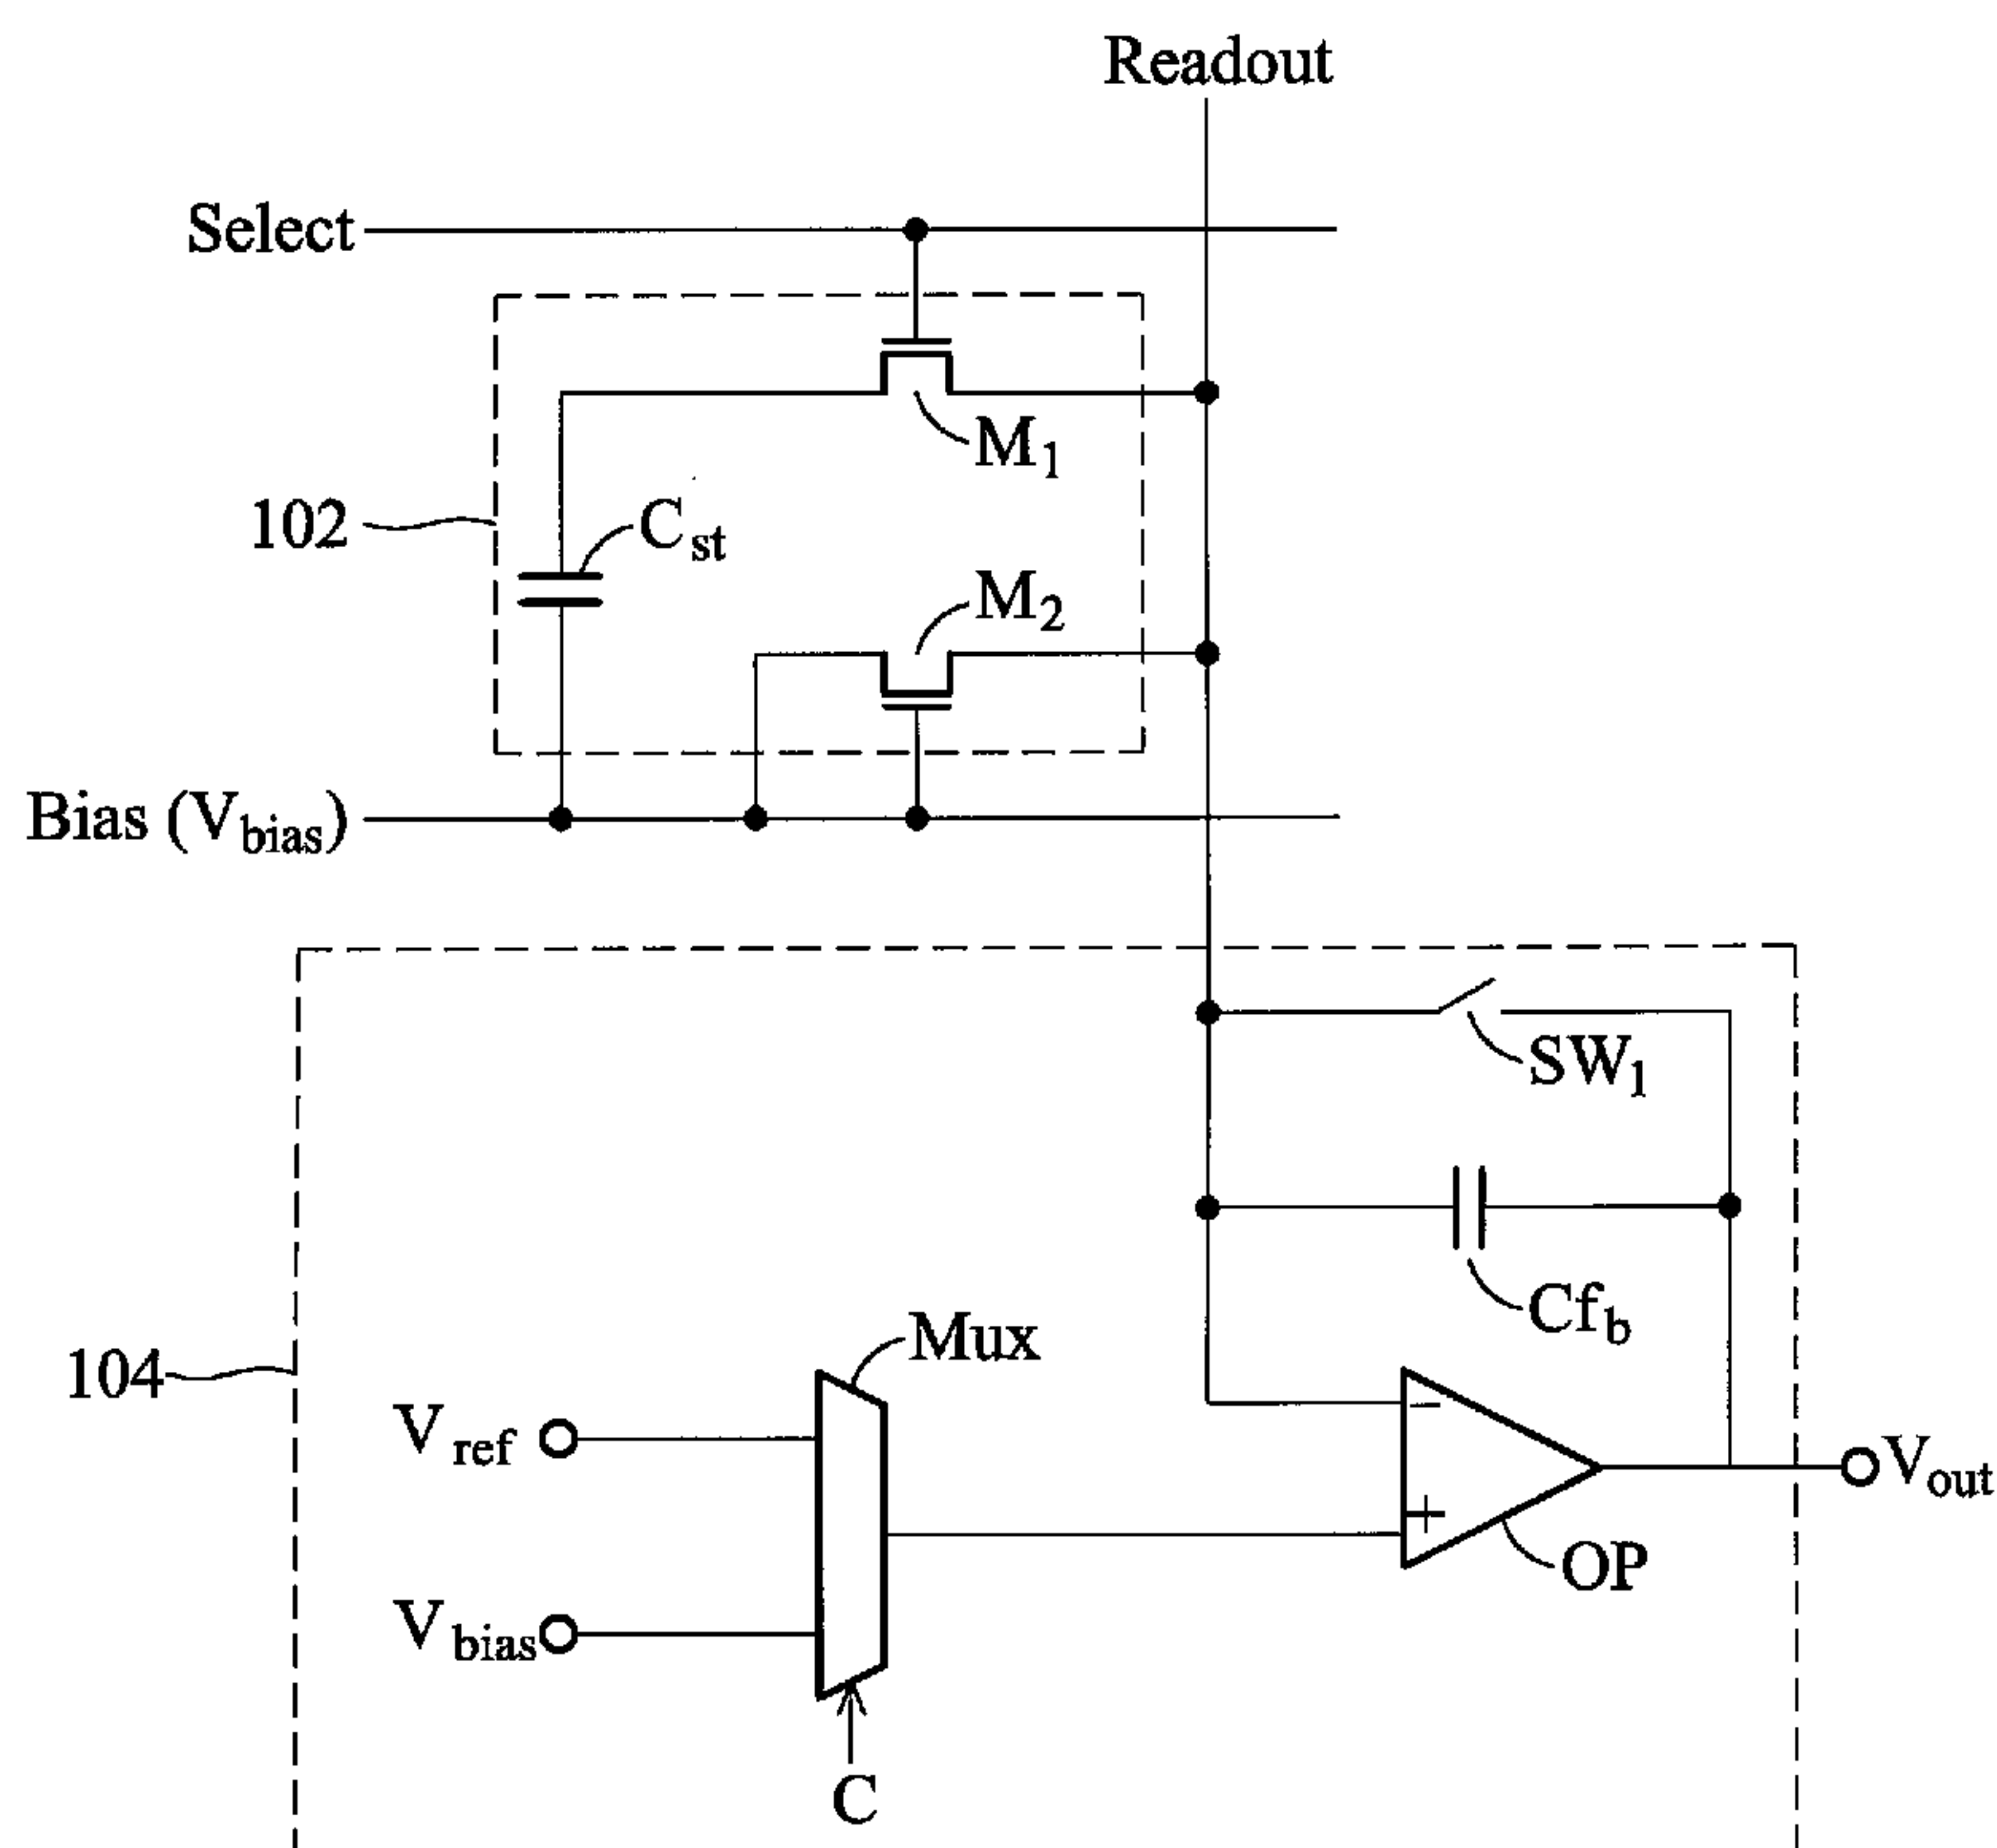 Readout
Select
M1
102
Cst
M2
Bias (Vbias)
SW1
Cfb
Mux
104
Vref
−
Vout
+
OP
Vbias
C